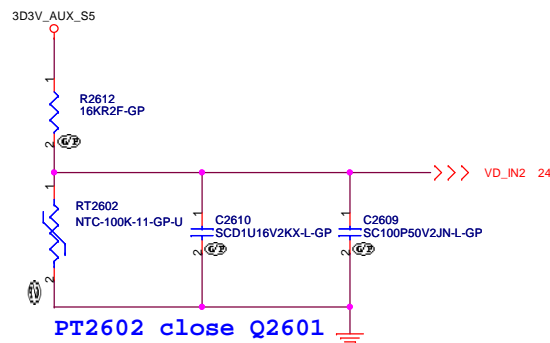 3D3V_AUX_S5
1
R2612
16KR2F-GP
2
G/P
VD_IN2 24
1
RT2602
NTC-100K-11-GP-U
2
1
C2610
SCD1U16V2KX-L-GP
2
G/P
1
C2609
SC100P50V2JN-L-GP
2
G/P
PT2602 close Q2601